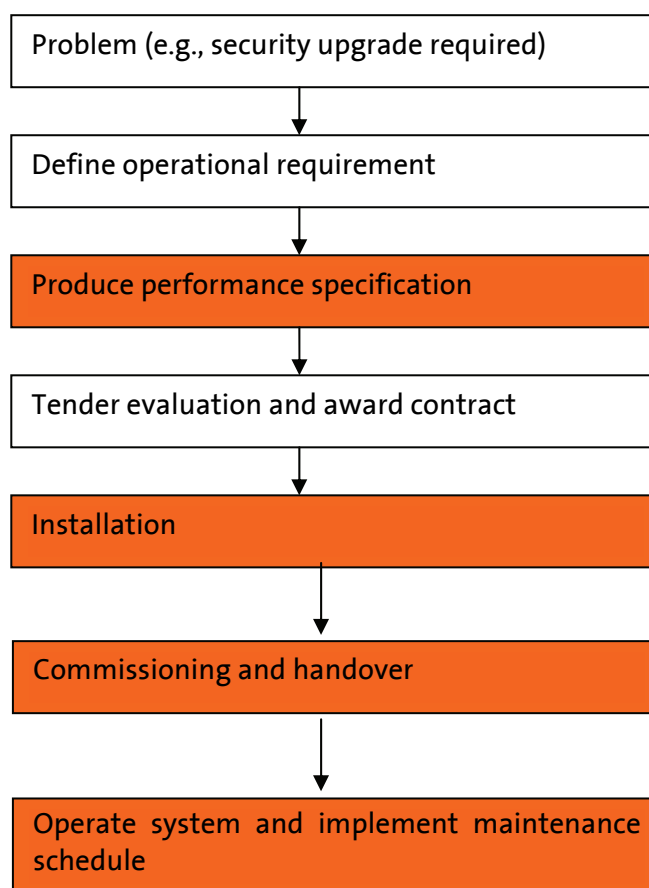 Problem (e.g., security upgrade required)
Define operational requirement
Produce performance specification
Tender evaluation and award contract
Installation
Commissioning and handover
Operate system and implement maintenance
schedule